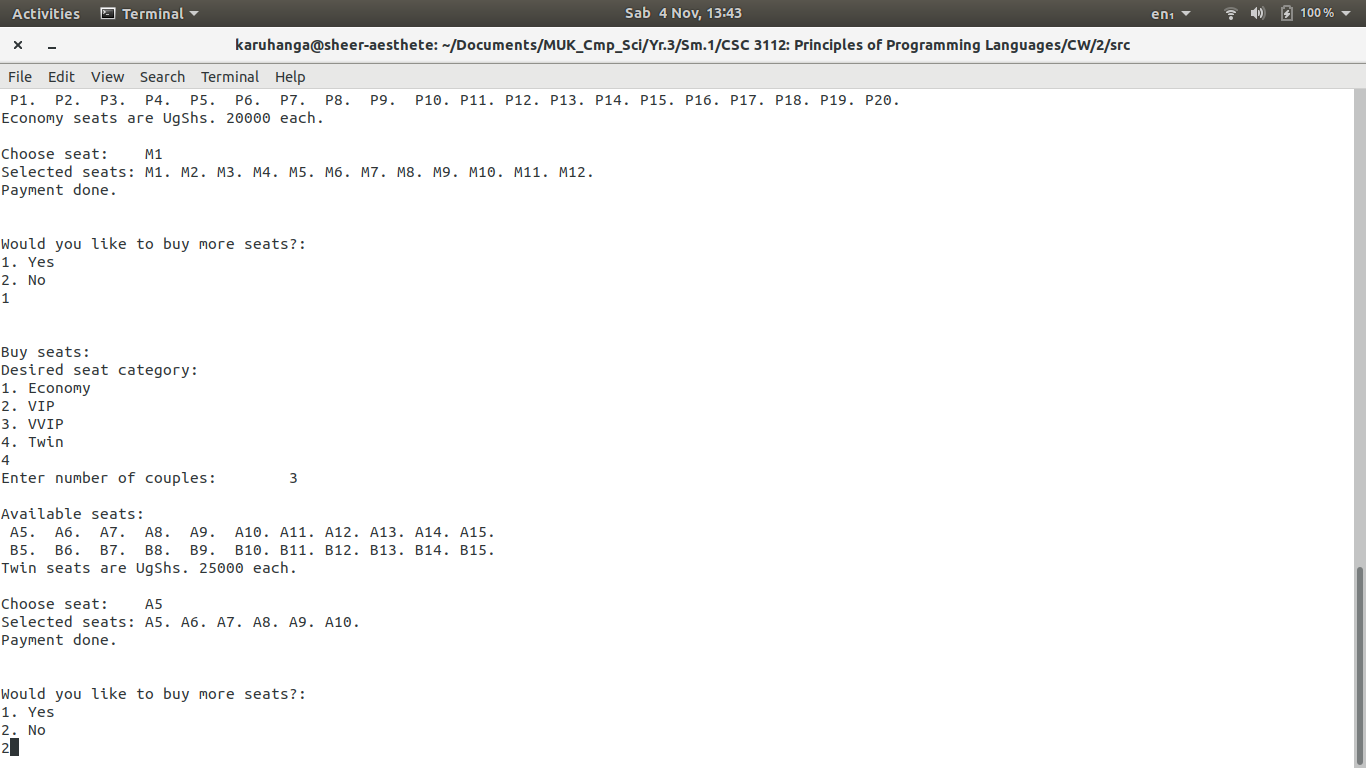 Activities Terminal Sab 4 Nov, 13:43 en₁ 100%
karuhanga@sheer-aesthete: ~/Documents/MUK_Cmp_Sci/Yr.3/Sm.1/CSC 3112: Principles of Programming Languages/CW/2/src
File Edit View Search Terminal Help
P1. P2. P3. P4. P5. P6. P7. P8. P9. P10. P11. P12. P13. P14. P15. P16. P17. P18. P19. P20.
Economy seats are UgShs. 20000 each.
Choose seat: M1
Selected seats: M1. M2. M3. M4. M5. M6. M7. M8. M9. M10. M11. M12.
Payment done.
Would you like to buy more seats?:
1. Yes
2. No
1
Buy seats:
Desired seat category:
1. Economy
2. VIP
3. VVIP
4. Twin
4
Enter number of couples: 3
Available seats:
A5. A6. A7. A8. A9. A10. A11. A12. A13. A14. A15.
B5. B6. B7. B8. B9. B10. B11. B12. B13. B14. B15.
Twin seats are UgShs. 25000 each.
Choose seat: A5
Selected seats: A5. A6. A7. A8. A9. A10.
Payment done.
Would you like to buy more seats?:
1. Yes
2. No
2